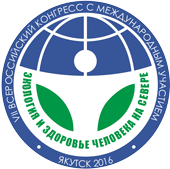 VII ВСЕРОССИЙСКИЙ КОНГРЕСС С МЕЖДУНАРОДНЫМ УЧАСТИЕМ
ЭКОЛОГИЯ И ЗДОРОВЬЕ ЧЕЛОВЕКА НА СЕВЕРЕ
ЯКУТСК 2016